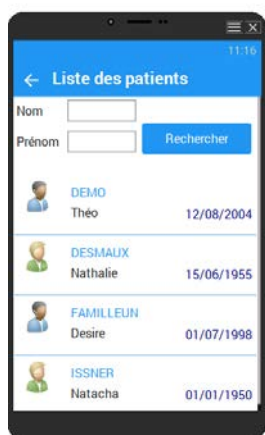 11:16
← Liste des patients
Nom
Prénom Rechercher
DEMO
Théo 12/08/2004
DESMAUX
Nathalie 15/06/1955
FAMILLEUN
Desire 01/07/1998
ISSNER
Natacha 01/01/1950